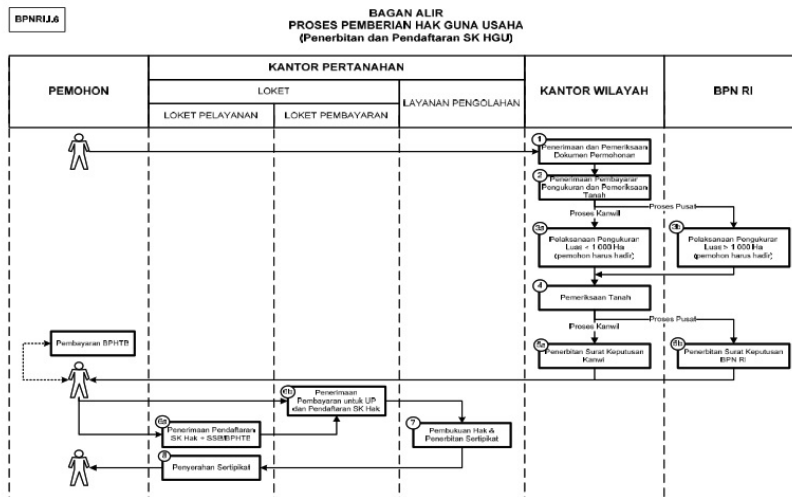 BPNRI.I.6
BAGAN ALIR
PROSES PEMBERIAN HAK GUNA USAHA
(Penerbitan dan Pendaftaran SK HGU)
PEMOHON
KANTOR PERTANAHAN
LOKET
LOKET PELAYANAN
LOKET PEMBAYARAN
LAYANAN PENGOLAHAN
KANTOR WILAYAH
BPN RI
1
Penerimaan dan Pemeriksaan
Dokumen Permohonan
2
Penerimaan Pembayaran
Pengukuran dan Pemeriksaan
Tanah
Proses Kanwil
Proses Pusat
3a
Pelaksanaan Pengukuran
Luas < 1 000 Ha
(pemohon harus hadir)
3b
Pelaksanaan Pengukuran
Luas > 1 000 Ha
(pemohon harus hadir)
4
Pemeriksaan Tanah
Proses Kanwil
Proses Pusat
5a
Penerbitan Surat Keputusan
Kanwil
5b
Penerbitan Surat Keputusan
BPN RI
Pembayaran BPHTB
6b
Penerimaan
Pembayaran untuk UP
dan Pendaftaran SK Hak
6a
Penerimaan Pendaftaran
SK Hak + SSB/BPHTB
7
Pembukuan Hak &
Penerbitan Sertipikat
8
Penyerahan Sertipikat